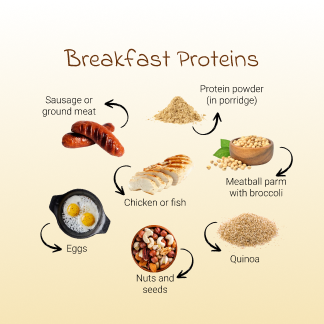 Breakfast Proteins
Sausage or
ground meat
Protein powder
(in porridge)
Chicken or fish
Meatball parm
with broccoli
Eggs
Nuts and
seeds
Quinoa